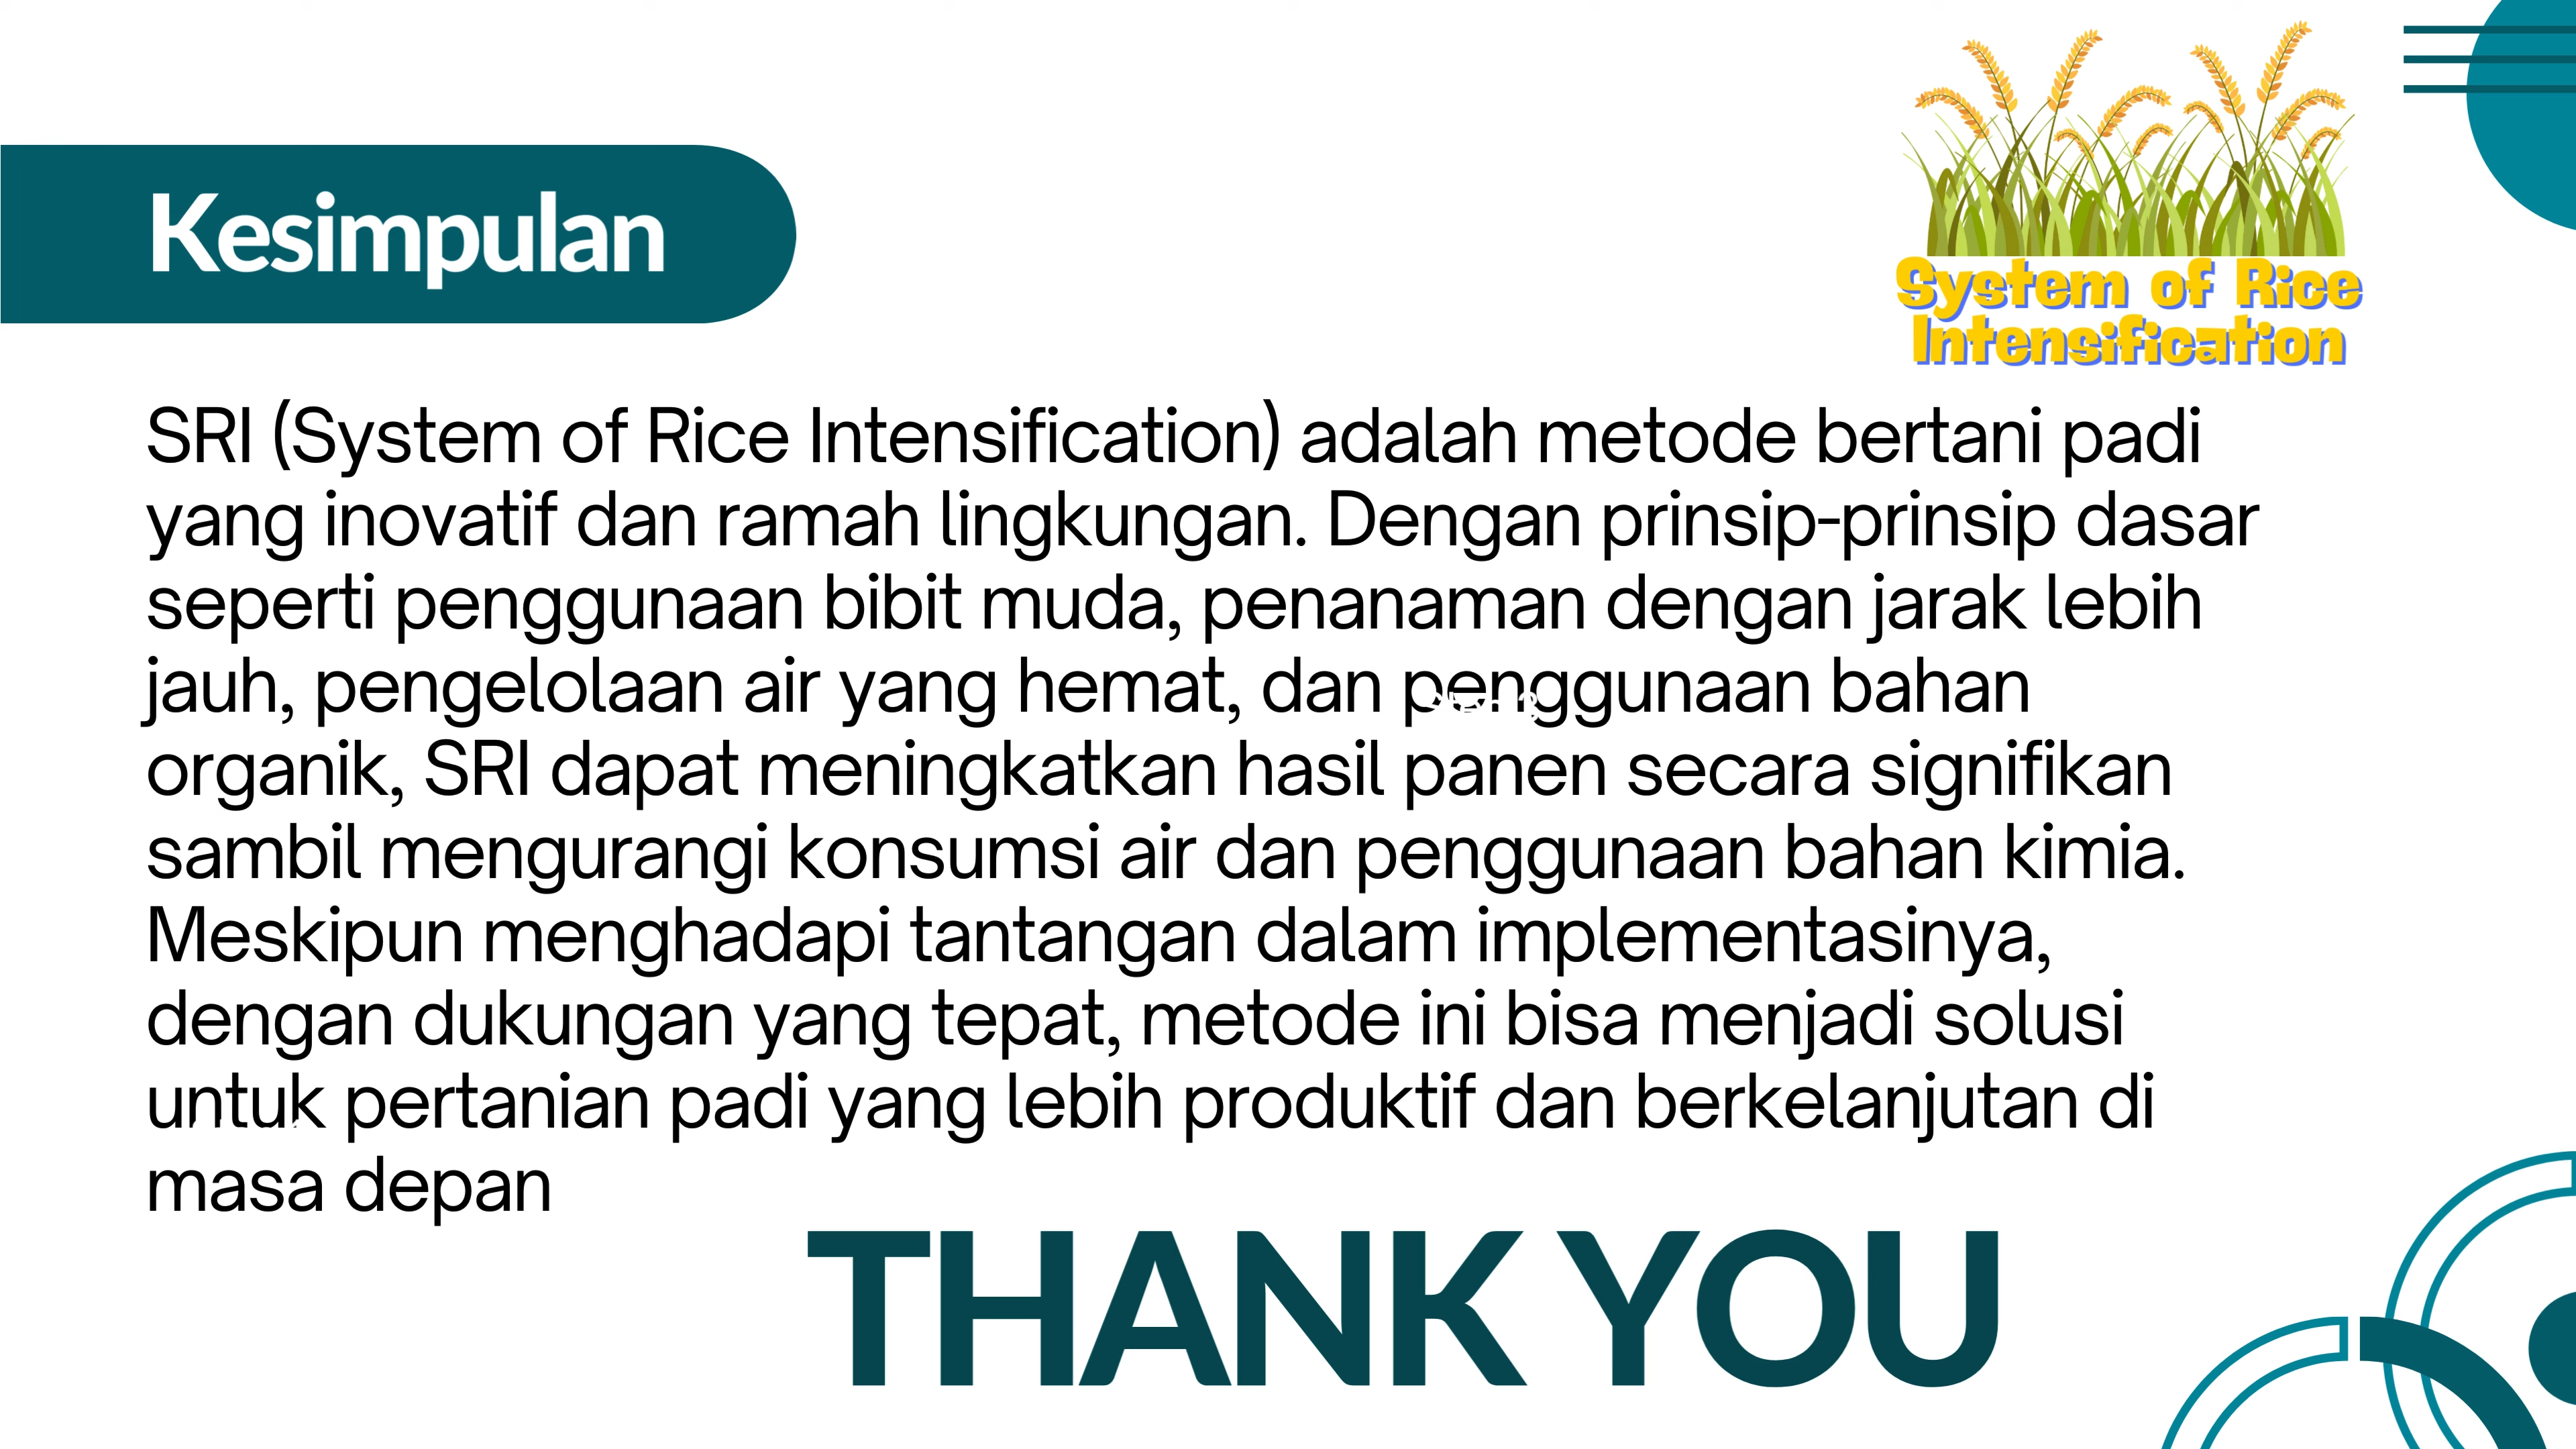 Kesimpulan
System of Rice
Intensification
SRI (System of Rice Intensification) adalah metode bertani padi
yang inovatif dan ramah lingkungan. Dengan prinsip-prinsip dasar
seperti penggunaan bibit muda, penanaman dengan jarak lebih
jauh, pengelolaan air yang hemat, dan penggunaan bahan
organik, SRI dapat meningkatkan hasil panen secara signifikan
sambil mengurangi konsumsi air dan penggunaan bahan kimia.
Meskipun menghadapi tantangan dalam implementasinya,
dengan dukungan yang tepat, metode ini bisa menjadi solusi
untuk pertanian padi yang lebih produktif dan berkelanjutan di
masa depan
THANK YOU